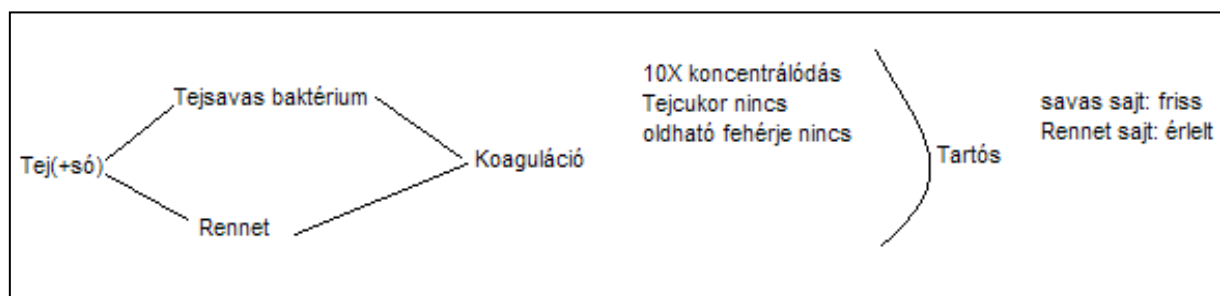 Tej(+só)
Tejsavas baktérium
Rennet
Koaguláció
10X koncentrálódás
Tejcukor nincs
oldható fehérje nincs
Tartós
savas sajt: friss
Rennet sajt: érlelt